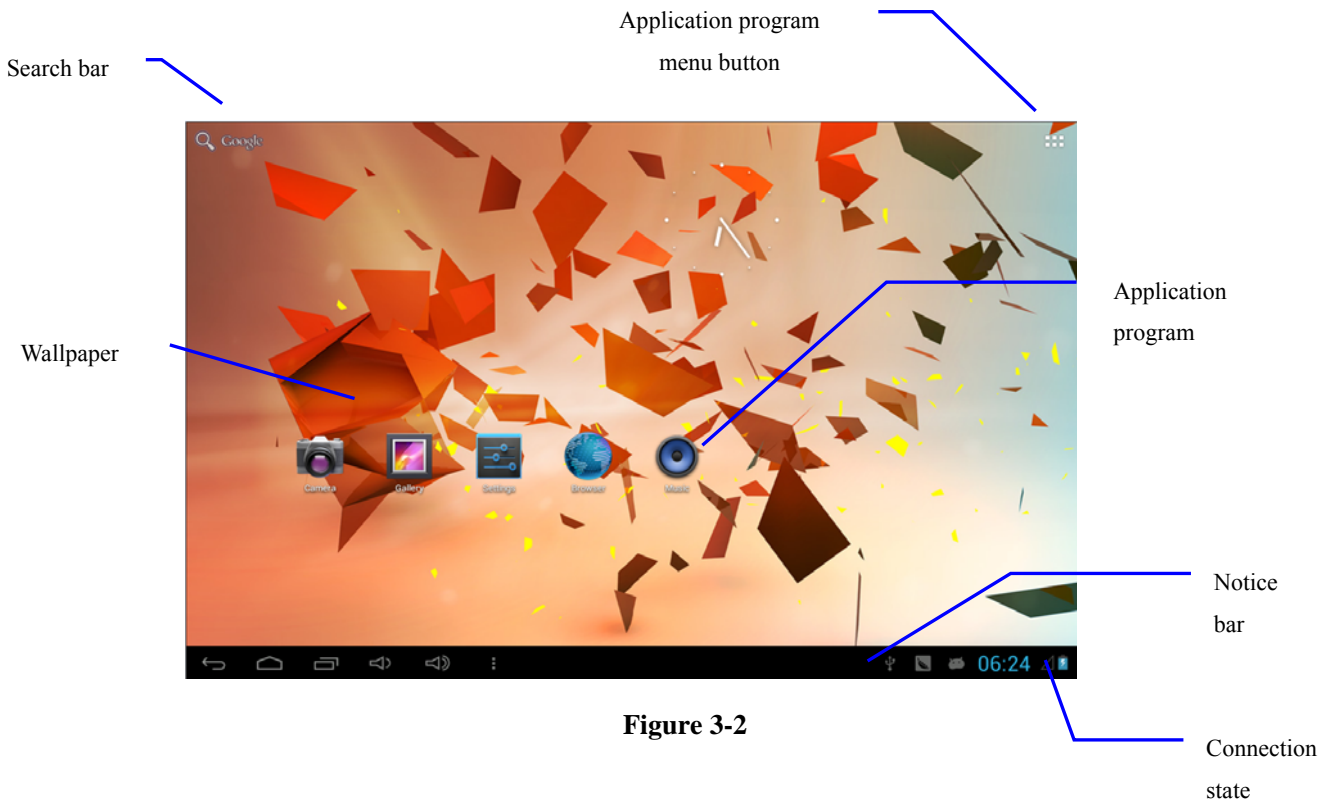 Application program
menu button
Search bar
Google
Application
program
Wallpaper
Camera
Gallery
Settings
Browser
Music
Notice
bar
06:24
Figure 3-2
Connection
state